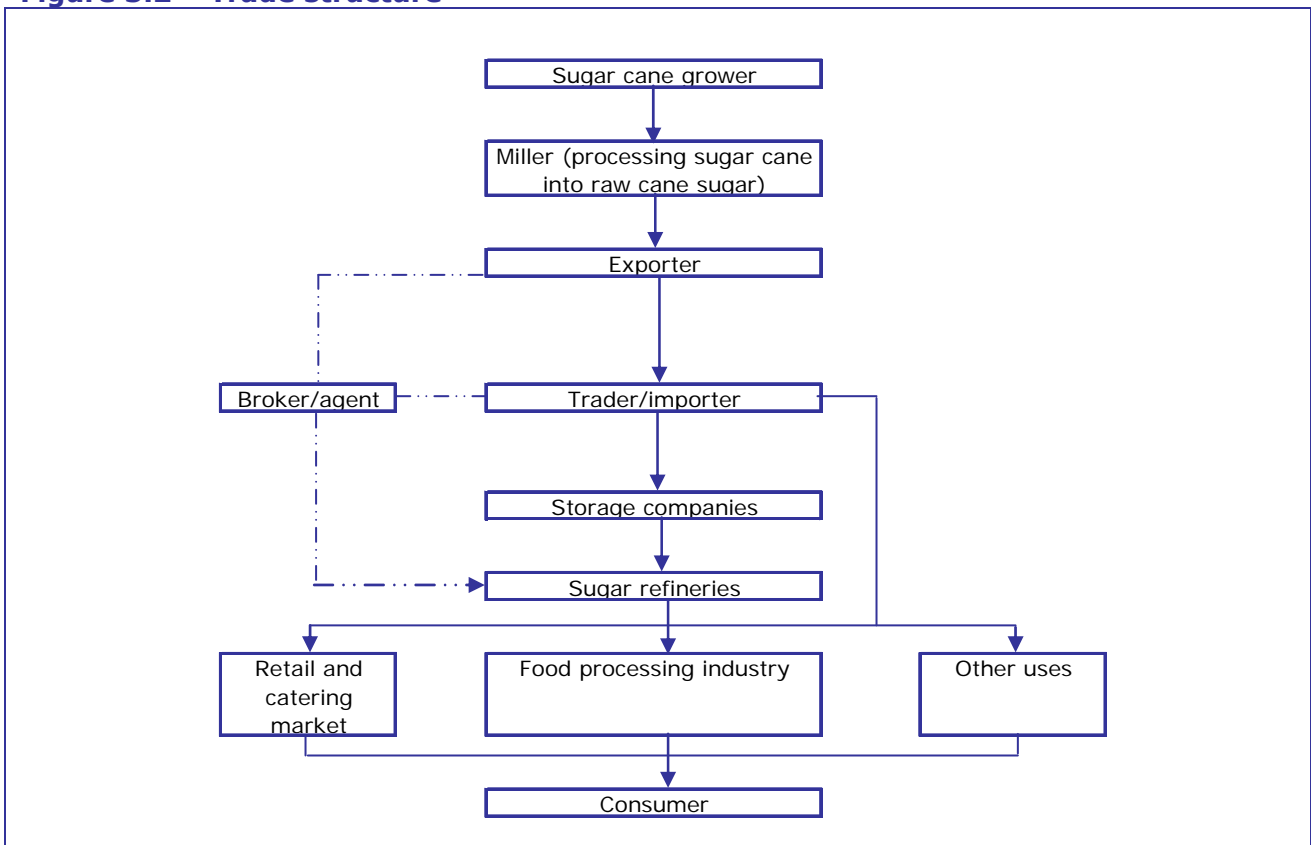 Sugar cane grower
Miller (processing sugar cane
into raw cane sugar)
Exporter
Broker/agent
Trader/importer
Storage companies
Sugar refineries
Retail and
catering
market
Food processing industry
Other uses
Consumer